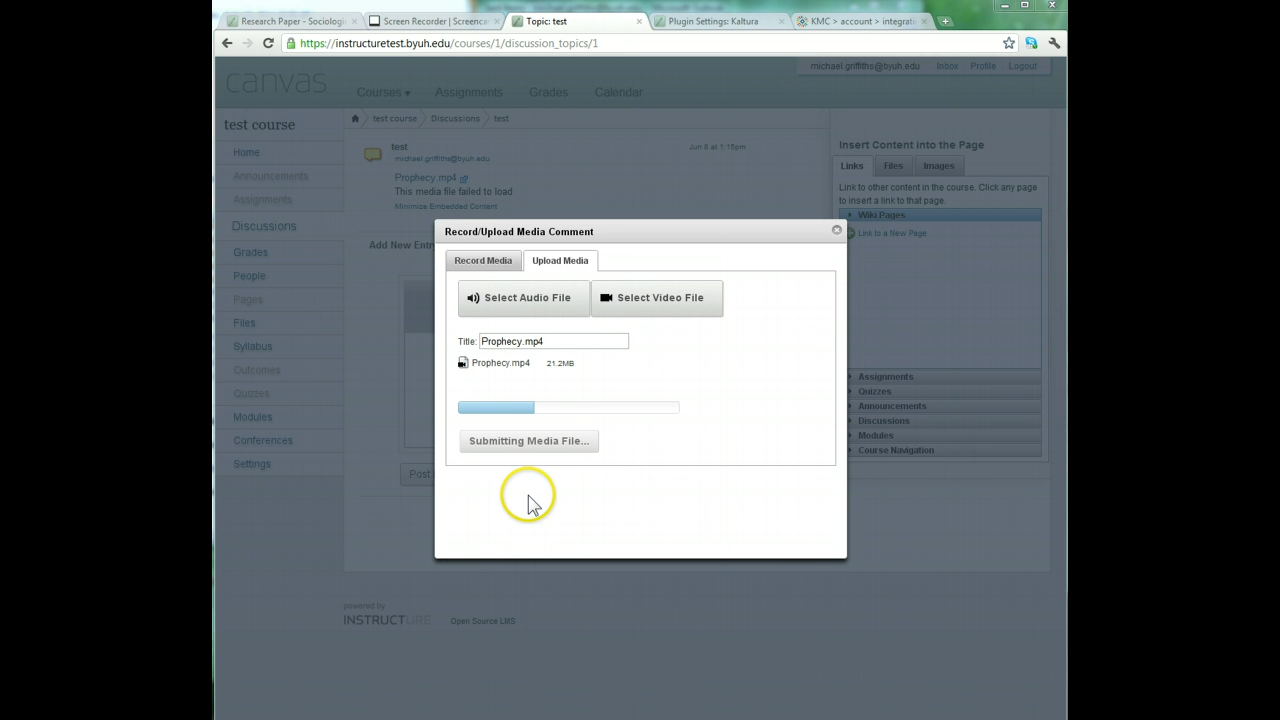 Research Paper - Sociologi
Screen Recorder | Screenca
Topic: test
Plugin Settings: Kaltura
KMC > account > integrati
https://instructuretest.byuh.edu/courses/1/discussion_topics/1
michael.griffiths@byuh.edu Inbox Profile Logout
canvas
Courses Assignments Grades Calendar
test course
test course Discussions test
Home
Announcements
Assignments
Discussions
Grades
People
Pages
Files
Syllabus
Outcomes
Quizzes
Modules
Conferences
Settings
test Jun 8 at 1:15pm
michael.griffiths@byuh.edu
Prophecy.mp4
This media file failed to load
Minimize Embedded Content
Add New Entr
Post
Record/Upload Media Comment
Record Media Upload Media
Select Audio File Select Video File
Title: Prophecy.mp4
Prophecy.mp4 21.2MB
Submitting Media File...
Insert Content into the Page
Links Files Images
Link to other content in the course. Click any page
to insert a link to that page.
Wiki Pages
Link to a New Page
Assignments
Quizzes
Announcements
Discussions
Modules
Course Navigation
powered by
INSTRUCTURE Open Source LMS